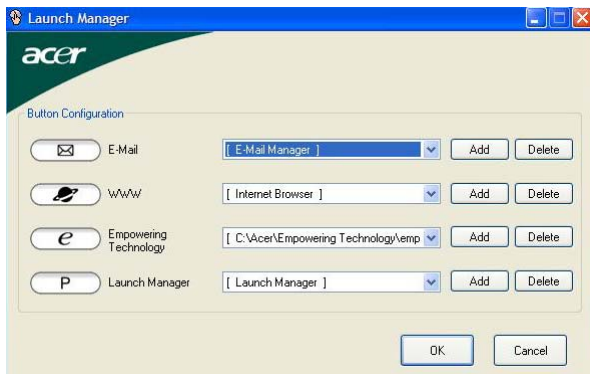 Launch Manager
acer
Button Configuration
E-Mail [ E-Mail Manager ] Add Delete
WWW [ Internet Browser ] Add Delete
e Empowering Technology [ C:\Acer\Empowering Technology\emp Add Delete
P Launch Manager [ Launch Manager ] Add Delete
OK Cancel